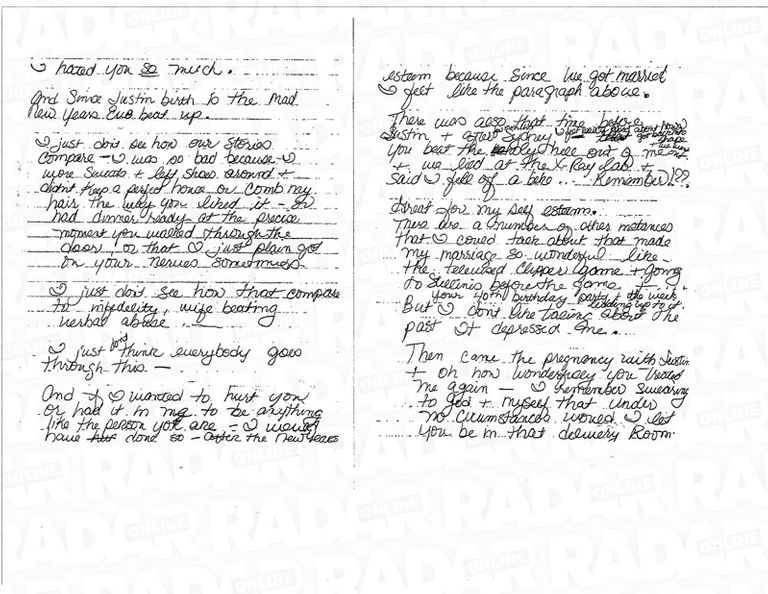 I hated you so much.
And Since Justin birth is the mad
New Years Eve beat up.
I just don't see how our stories
compare - I was so bad because I
wore sweats + left shoes around +
didn't keep a perfect house or comb my
hair the way you liked it - or
had dinner ready at the precise
moment you walked through the
door or that I just plain got
on your nerves sometimes.
I just don't see how that compares
to infidelity, wife beating
verbal abuse
I just don't think everybody goes
through this -
And if I wanted to hurt you
or had it in me to be anything
like the person you are - I would
have done so - after the New Years
esteem because since we got married
I feel like the paragraph above.
There was also that time before
Justin + after Sydney
You beat the hell out of me
+ we lied at the X-Ray lab +
said I fell off a bike... Remember!??
Great for my self esteem.
There are a number of other instances
that I could talk about that made
my marriage so wonderful - like -
the televised Clipper game + going
to before the game +
your 40th birthday party + the week
leading up to it.
But I don't like talking about the
past It depressed me.
Then came the pregnancy with Justin
+ oh how wonderfully you treated
me again - I remember swearing
to God + myself that under
no circumstances would I let
you be in that delivery Room.
RADAR
ONLINE